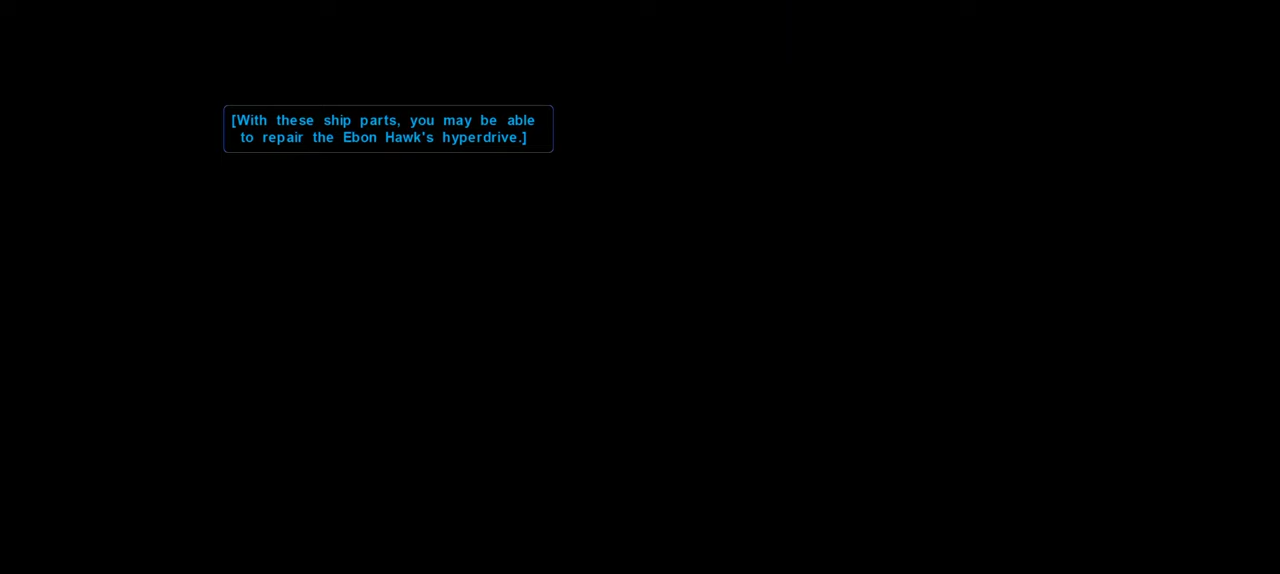 [With these ship parts, you may be able
to repair the Ebon Hawk's hyperdrive.]